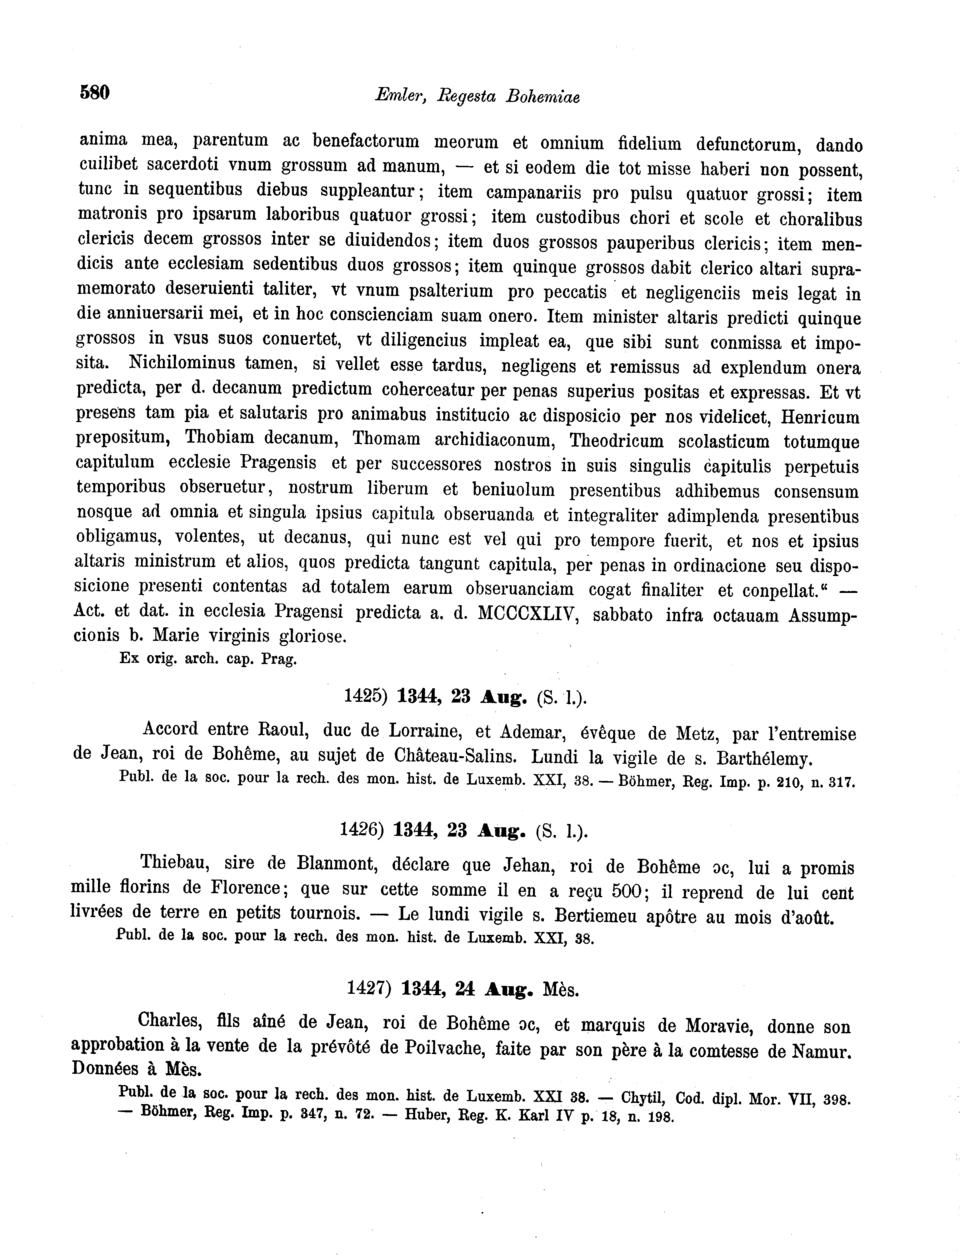 580
Emler, Regesta Bohemiae
anima mea, parentum ac benefactorum meorum et omnium fidelium defunctorum, dando
cuilibet sacerdoti vnum grossum ad manum, — et si eodem die tot misse haberi non possent,
tunc in sequentibus diebus suppleantur; item campanariis pro pulsu quatuor grossi; item
matronis pro ipsarum laboribus quatuor grossi; item custodibus chori et scole et choralibus
clericis decem grossos inter se diuidendos; item duos grossos pauperibus clericis; item men-
dicis ante ecclesiam sedentibus duos grossos; item quinque grossos dabit clerico altari supra-
memorato deseruienti taliter, vt vnum psalterium pro peccatis et negligenciis meis legat in
die anniuersarii mei, et in hoc conscienciam suam onero. Item minister altaris predicti quinque
grossos in vsus suos conuertet, vt diligencius impleat ea, que sibi sunt conmissa et impo-
sita. Nichilominus tamen, si vellet esse tardus, negligens et remissus ad explendum onera
predicta, per d. decanum predictum coherceatur per penas superius positas et expressas. Et vt
presens tam pia et salutaris pro animabus institucio ac disposicio per nos videlicet, Henricum
prepositum, Thobiam decanum, Thomam archidiaconum, Theodricum scolasticum totumque
capitulum ecclesie Pragensis et per successores nostros in suis singulis capitulis perpetuis
temporibus obseruetur, nostrum liberum et beniuolum presentibus adhibemus consensum
nosque ad omnia et singula ipsius capitula obseruanda et integraliter adimplenda presentibus
obligamus, volentes, ut decanus, qui nunc est vel qui pro tempore fuerit, et nos et ipsius
altaris ministrum et alios, quos predicta tangunt capitula, per penas in ordinacione seu dispo-
sicione presenti contentas ad totalem earum obseruanciam cogat finaliter et conpellat.“ —
Act. et dat. in ecclesia Pragensi predicta a. d. MCCCXLIV, sabbato infra octauam Assump-
cionis b. Marie virginis gloriose.
Ex orig. arch. cap. Prag.
1425) 1344, 23 Aug. (S. l.).
Accord entre Raoul, duc de Lorraine, et Ademar, évêque de Metz, par l'entremise
de Jean, roi de Bohême, au sujet de Château-Salins. Lundi la vigile de s. Barthélemy.
Publ. de la soc. pour la rech. des mon. hist. de Luxemb. XXI, 38. — Böhmer, Reg. Imp. p. 210, n. 317.
1426) 1344, 23 Aug. (S. l.).
Thiebau, sire de Blanmont, déclare que Jehan, roi de Bohême ɔc, lui a promis
mille florins de Florence; que sur cette somme il en a reçu 500; il reprend de lui cent
livrées de terre en petits tournois. — Le lundi vigile s. Bertiemeu apôtre au mois d'août.
Publ. de la soc. pour la rech. des mon. hist. de Luxemb. XXI, 38.
1427) 1344, 24 Aug. Mès.
Charles, fils aîné de Jean, roi de Bohême ɔc, et marquis de Moravie, donne son
approbation à la vente de la prévôté de Poilvache, faite par son père à la comtesse de Namur.
Données à Mès.
Publ. de la soc. pour la rech. des mon. hist. de Luxemb. XXI 38. — Chytil, Cod. dipl. Mor. VII, 398.
— Böhmer, Reg. Imp. p. 347, n. 72. — Huber, Reg. K. Karl IV p. 18, n. 198.